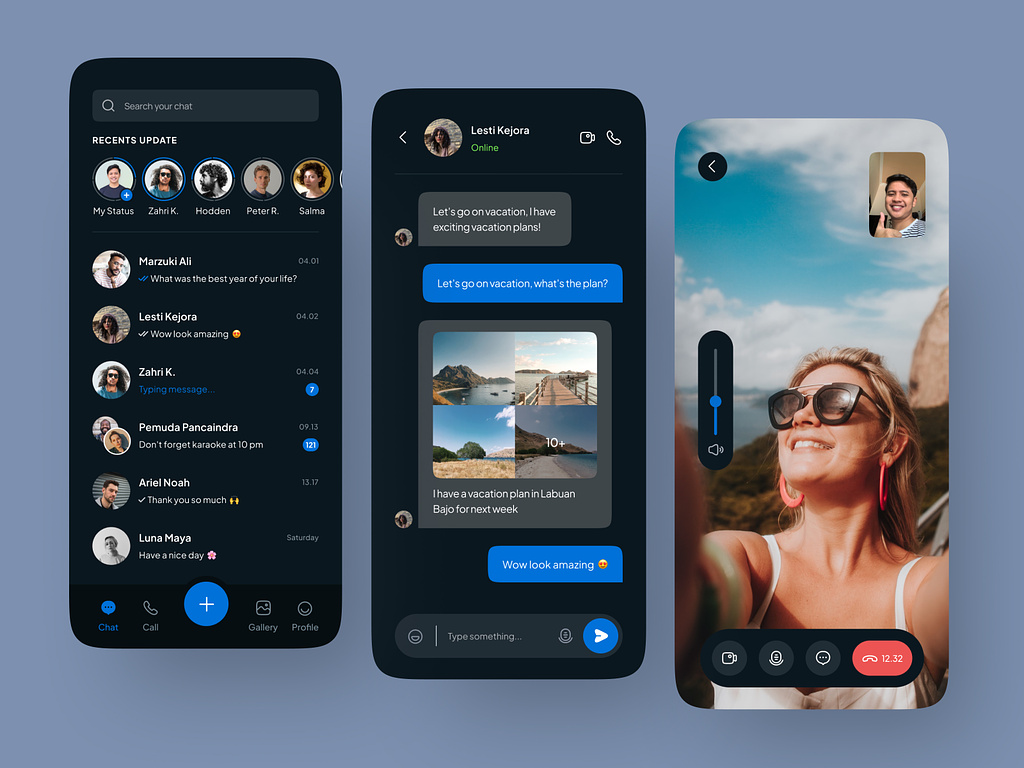 Search your chat
RECENTS UPDATE
My Status
Zahri K.
Hodden
Peter R.
Salma
Marzuki Ali
04.01
What was the best year of your life?
Lesti Kejora
04.02
Wow look amazing 😍
Zahri K.
04.04
Typing message...
7
Pemuda Pancaindra
09.13
Don't forget karaoke at 10 pm
121
Ariel Noah
13.17
Thank you so much 🙌
Luna Maya
Saturday
Have a nice day 🌸
Chat
Call
Gallery
Profile
Lesti Kejora
Online
Let's go on vacation, I have
exciting vacation plans!
Let's go on vacation, what's the plan?
10+
I have a vacation plan in Labuan
Bajo for next week
Wow look amazing 😍
Type something...
12.32